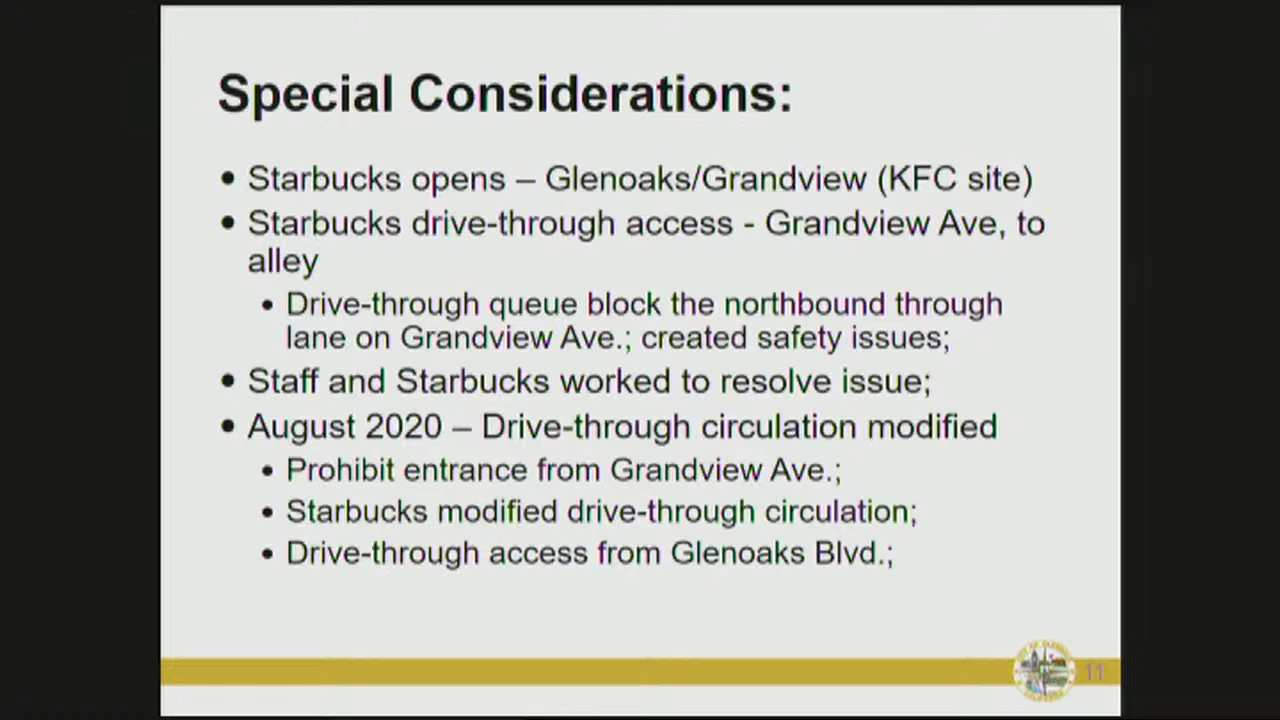 Special Considerations:
• Starbucks opens – Glenoaks/Grandview (KFC site)
• Starbucks drive-through access - Grandview Ave, to
alley
• Drive-through queue block the northbound through
lane on Grandview Ave.; created safety issues;
• Staff and Starbucks worked to resolve issue;
• August 2020 – Drive-through circulation modified
• Prohibit entrance from Grandview Ave.;
• Starbucks modified drive-through circulation;
• Drive-through access from Glenoaks Blvd.;
11